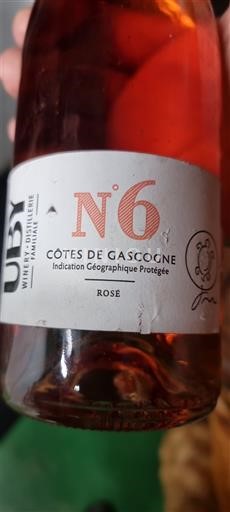 UBY
WINERY • DISTILLERIE
FAMILIALE
N°6
CÔTES DE GASCOGNE
Indication Géographique Protégée
ROSÉ